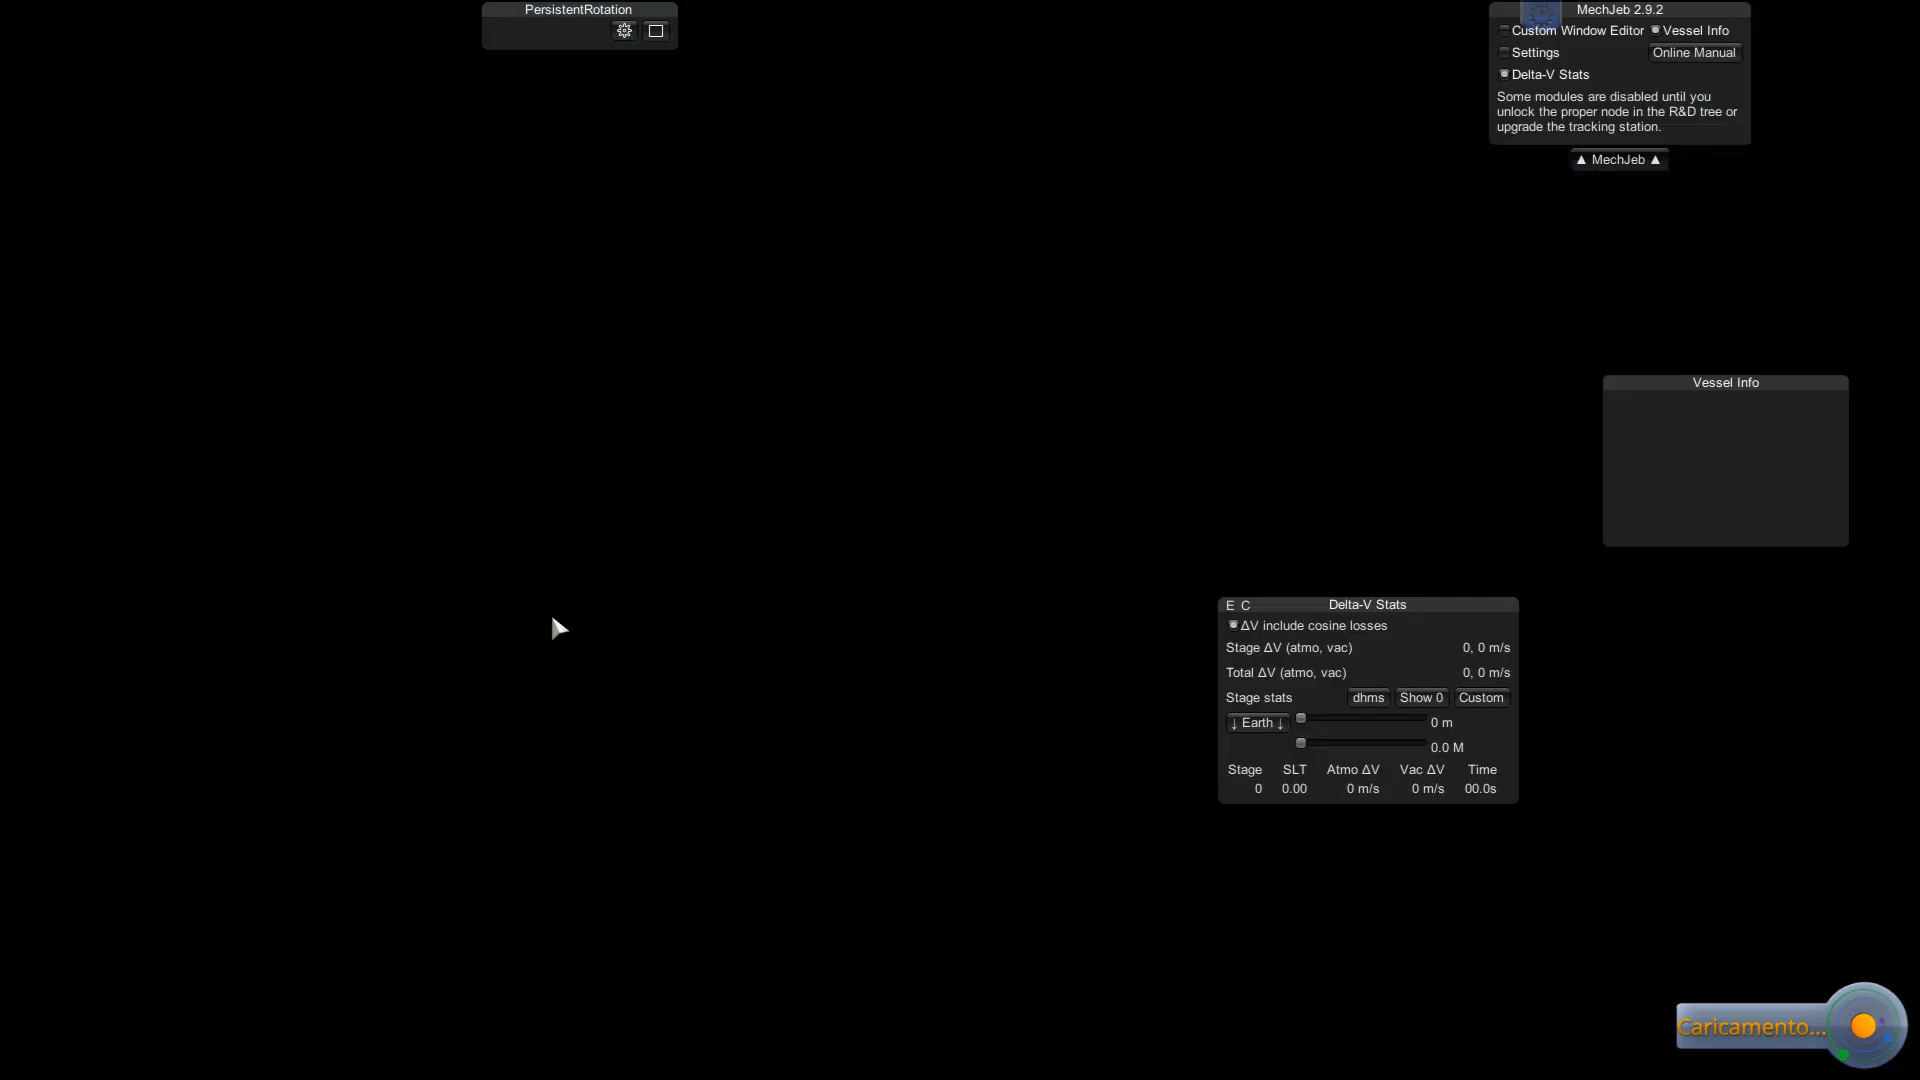 PersistentRotation
MechJeb 2.9.2
Custom Window Editor Vessel Info
Settings Online Manual
Delta-V Stats
Some modules are disabled until you
unlock the proper node in the R&D tree or
upgrade the tracking station.
▲ MechJeb ▲
Vessel Info
E C Delta-V Stats
ΔV include cosine losses
Stage ΔV (atmo, vac) 0, 0 m/s
Total ΔV (atmo, vac) 0, 0 m/s
Stage stats dhms Show 0 Custom
↓ Earth ↓ 0 m
0.0 M
Stage SLT Atmo ΔV Vac ΔV Time
0 0.00 0 m/s 0 m/s 00.0s
Caricamento...